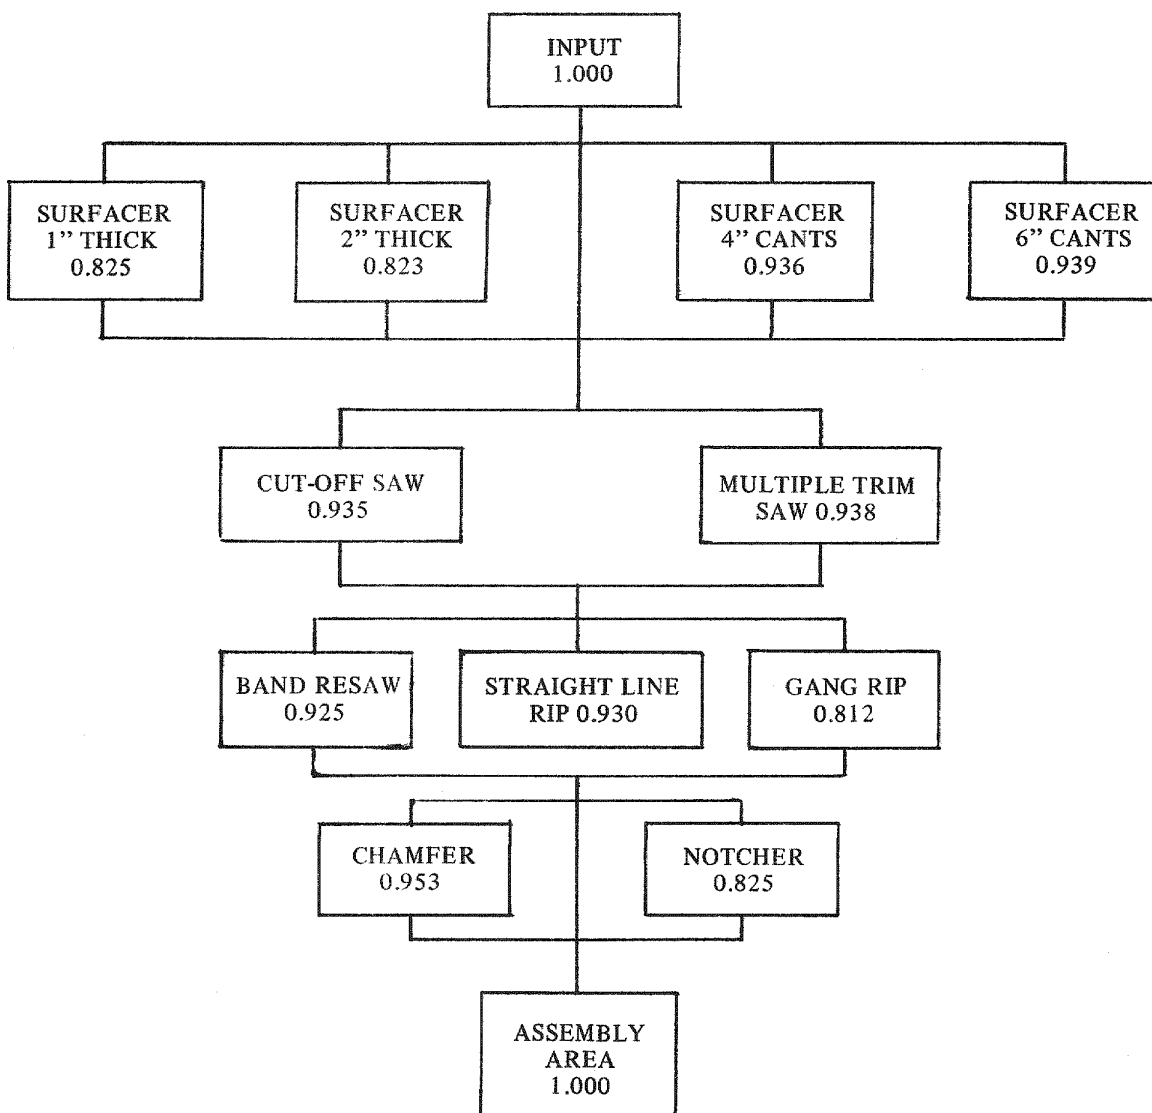 INPUT
1.000
SURFACER
1” THICK
0.825
SURFACER
2” THICK
0.823
SURFACER
4” CANTS
0.936
SURFACER
6” CANTS
0.939
CUT-OFF SAW
0.935
MULTIPLE TRIM
SAW 0.938
BAND RESAW
0.925
STRAIGHT LINE
RIP 0.930
GANG RIP
0.812
CHAMFER
0.953
NOTCHER
0.825
ASSEMBLY
AREA
1.000